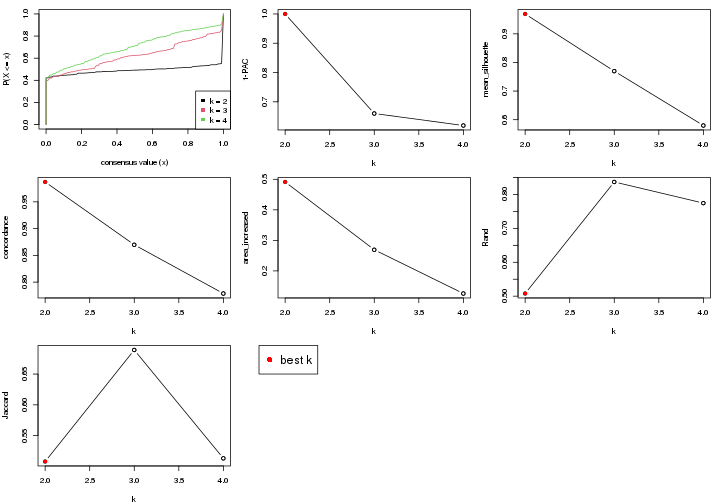 P(X <= x)
0.0 0.2 0.4 0.6 0.8 1.0
k = 2
k = 3
k = 4
0.0 0.2 0.4 0.6 0.8 1.0
consensus value (x)
1-PAC
0.7 0.8 0.9 1.0
2.0 2.5 3.0 3.5 4.0
k
mean_silhouette
0.6 0.7 0.8 0.9
2.0 2.5 3.0 3.5 4.0
k
concordance
0.80 0.85 0.90 0.95
2.0 2.5 3.0 3.5 4.0
k
area_increased
0.2 0.3 0.4 0.5
2.0 2.5 3.0 3.5 4.0
k
Rand
0.50 0.60 0.70 0.80
2.0 2.5 3.0 3.5 4.0
k
Jaccard
0.55 0.60 0.65
2.0 2.5 3.0 3.5 4.0
k
best k